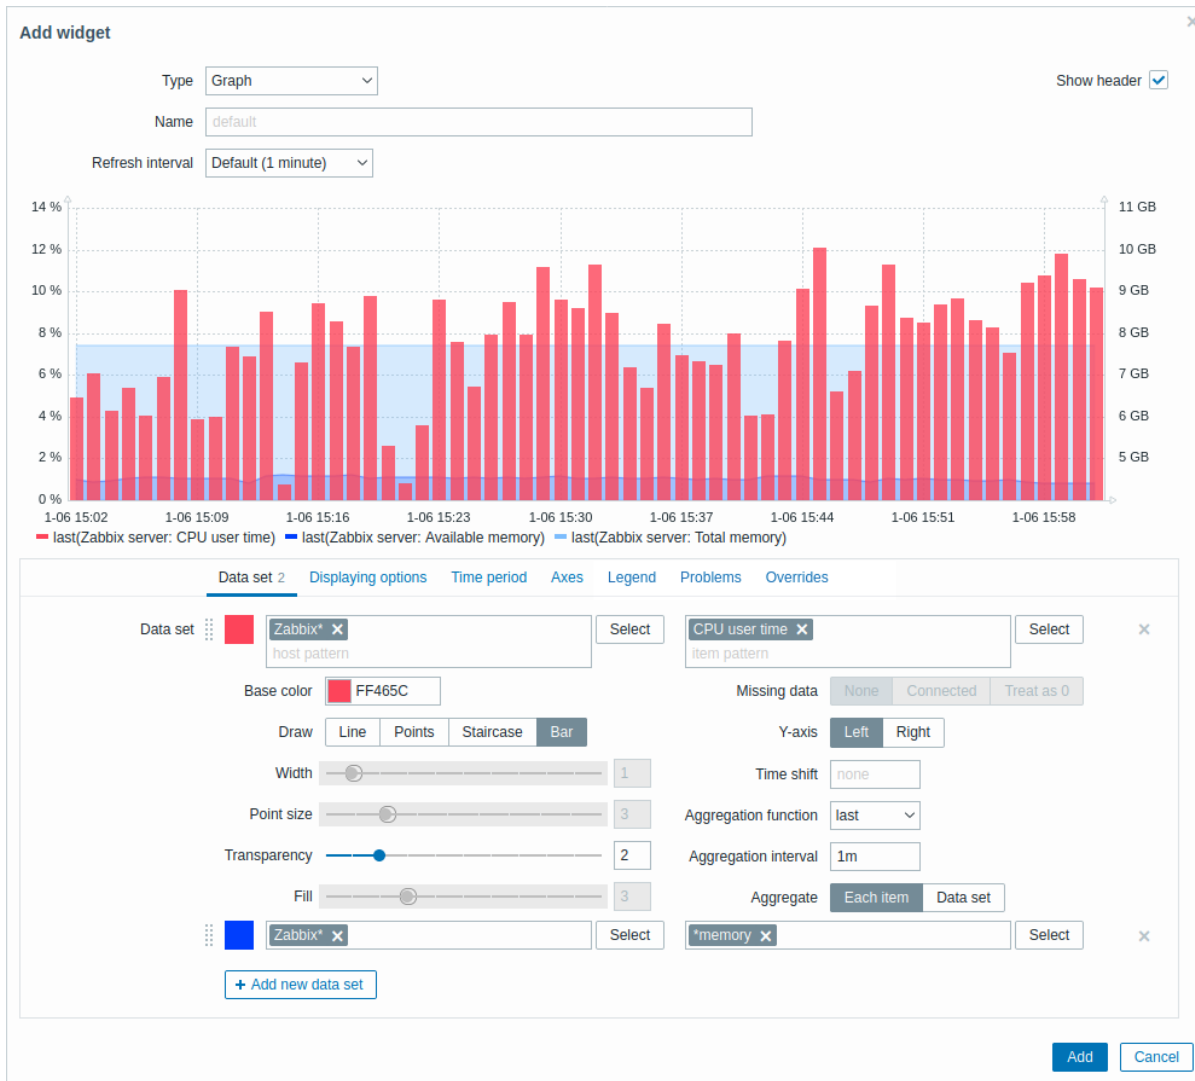 Add widget
Type Graph Show header
Name default
Refresh interval Default (1 minute)
14 % 11 GB
12 % 10 GB
10 % 9 GB
8 % 8 GB
6 % 7 GB
4 % 6 GB
2 % 5 GB
0 %
1-06 15:02 1-06 15:09 1-06 15:16 1-06 15:23 1-06 15:30 1-06 15:37 1-06 15:44 1-06 15:51 1-06 15:58
last(Zabbix server: CPU user time) last(Zabbix server: Available memory) last(Zabbix server: Total memory)
Data set 2 Displaying options Time period Axes Legend Problems Overrides
Data set Zabbix* Select CPU user time Select
host pattern item pattern
Base color FF465C Missing data None Connected Treat as 0
Draw Line Points Staircase Bar Y-axis Left Right
Width 1 Time shift none
Point size 3 Aggregation function last
Transparency 2 Aggregation interval 1m
Fill 3 Aggregate Each item Data set
Zabbix* Select *memory Select
+ Add new data set
Add Cancel